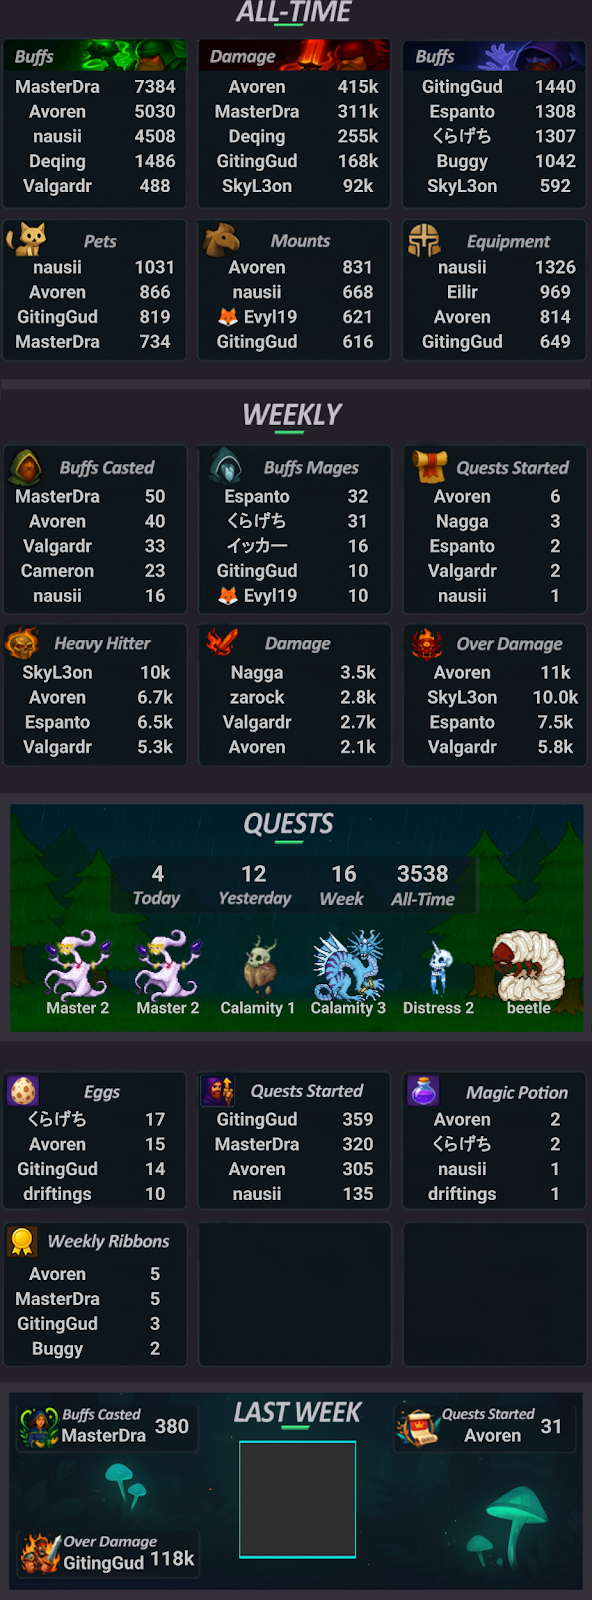 ALL-TIME
Buffs
MasterDra 7384
Avoren 5030
nausii 4508
Deqing 1486
Valgardr 488
Damage
Avoren 415k
MasterDra 311k
Deqing 255k
GitingGud 168k
SkyL3on 92k
Buffs
GitingGud 1440
Espanto 1308
くらげち 1307
Buggy 1042
SkyL3on 592
Pets
nausii 1031
Avoren 866
GitingGud 819
MasterDra 734
Mounts
Avoren 831
nausii 668
🦊 Evyl19 621
GitingGud 616
Equipment
nausii 1326
Eilir 969
Avoren 814
GitingGud 649
WEEKLY
Buffs Casted
MasterDra 50
Avoren 40
Valgardr 33
Cameron 23
nausii 16
Buffs Mages
Espanto 32
くらげち 31
イッカー 16
GitingGud 10
🦊 Evyl19 10
Quests Started
Avoren 6
Nagga 3
Espanto 2
Valgardr 2
nausii 1
Heavy Hitter
SkyL3on 10k
Avoren 6.7k
Espanto 6.5k
Valgardr 5.3k
Damage
Nagga 3.5k
zarock 2.8k
Valgardr 2.7k
Avoren 2.1k
Over Damage
Avoren 11k
SkyL3on 10.0k
Espanto 7.5k
Valgardr 5.8k
QUESTS
4 12 16 3538
Today Yesterday Week All-Time
Master 2 Master 2 Calamity 1 Calamity 3 Distress 2 beetle
Eggs
くらげち 17
Avoren 15
GitingGud 14
driftings 10
Quests Started
GitingGud 359
MasterDra 320
Avoren 305
nausii 135
Magic Potion
Avoren 2
くらげち 2
nausii 1
driftings 1
Weekly Ribbons
Avoren 5
MasterDra 5
GitingGud 3
Buggy 2
LAST WEEK
Buffs Casted
MasterDra 380
Quests Started
Avoren 31
Over Damage
GitingGud 118k